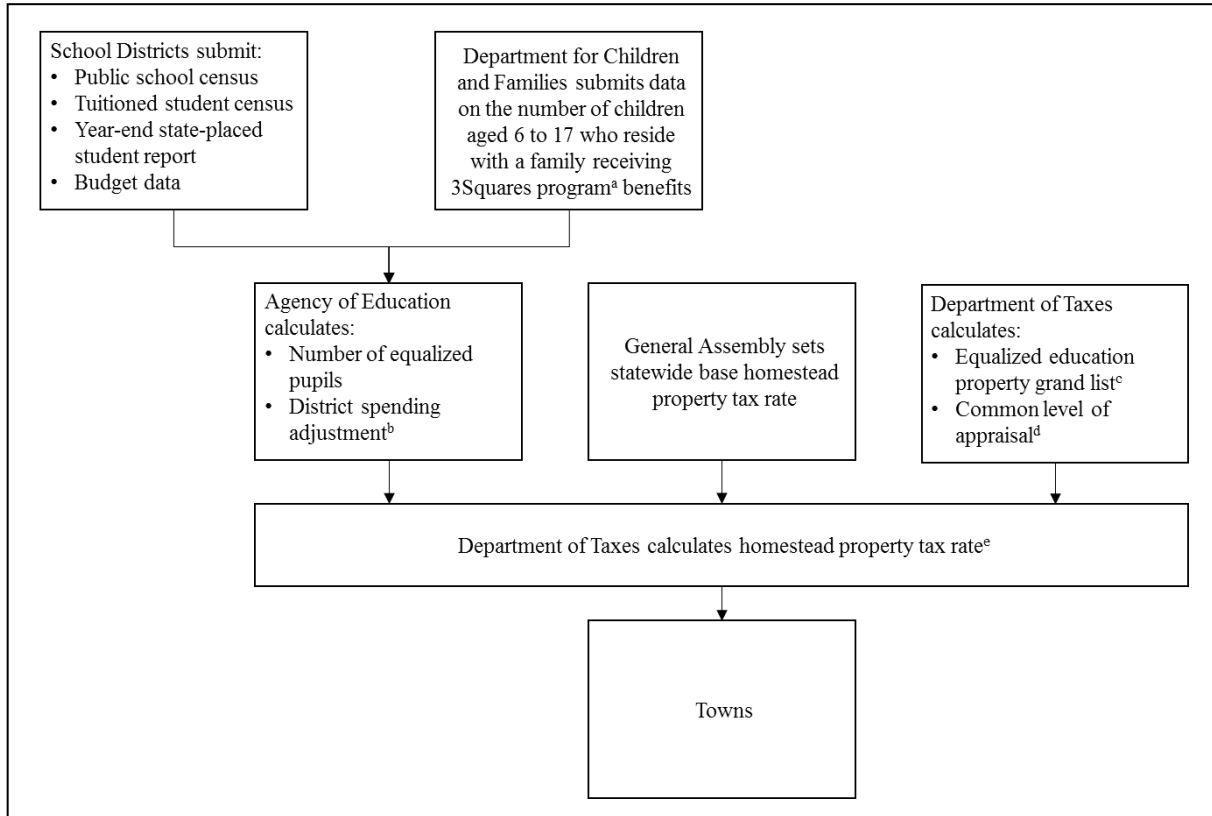 School Districts submit:
• Public school census
• Tuitioned student census
• Year-end state-placed
student report
• Budget data
Department for Children
and Families submits data
on the number of children
aged 6 to 17 who reside
with a family receiving
3Squares programᵃ benefits
Agency of Education
calculates:
• Number of equalized
pupils
• District spending
adjustmentᵇ
General Assembly sets
statewide base homestead
property tax rate
Department of Taxes
calculates:
• Equalized education
property grand listᶜ
• Common level of
appraisalᵈ
Department of Taxes calculates homestead property tax rateᵉ
Towns